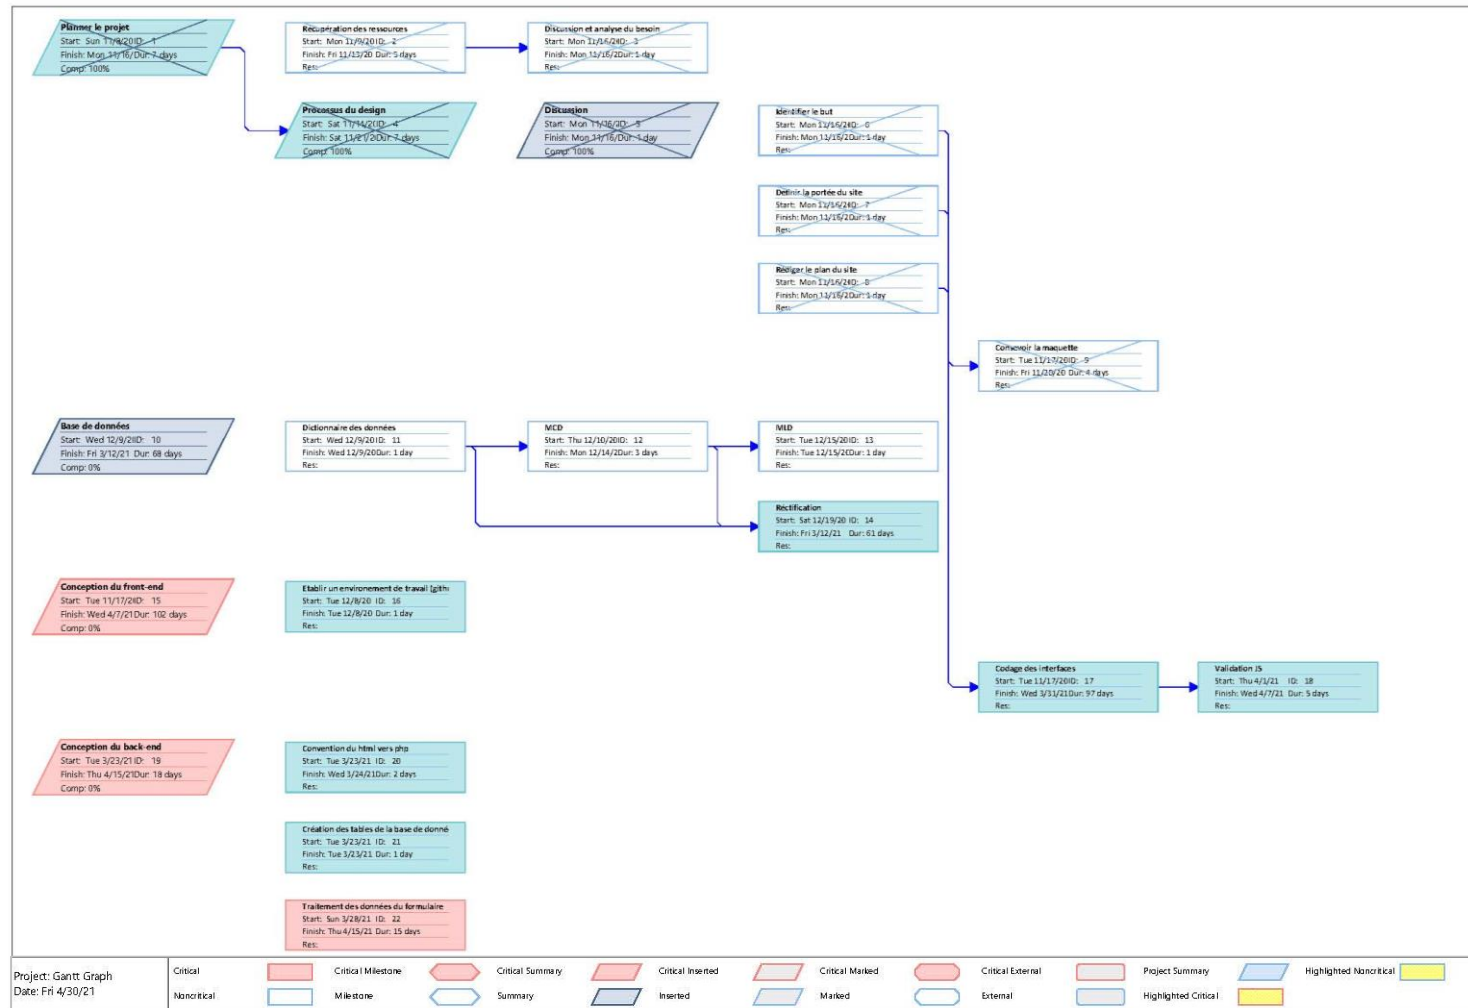 Planner le projet
Start: Sun 11/8/20 ID: 1
Finish: Mon 11/16/ Dur: 7 days
Comp: 100%
Récupération des ressources
Start: Mon 11/9/20 ID: 2
Finish: Fri 11/13/20 Dur: 5 days
Res:
Discussion et analyse du besoin
Start: Mon 11/16/2 ID: 3
Finish: Mon 11/16/2 Dur: 1 day
Res:
Processus du design
Start: Sat 11/14/20 ID: 4
Finish: Sat 11/21/20 Dur: 7 days
Comp: 100%
Discussion
Start: Mon 11/16/2 ID: 5
Finish: Mon 11/16/ Dur: 1 day
Comp: 100%
Identifier le but
Start: Mon 11/16/2 ID: 6
Finish: Mon 11/16/2 Dur: 1 day
Res:
Définir la portée du site
Start: Mon 11/16/2 ID: 7
Finish: Mon 11/16/2 Dur: 1 day
Res:
Rédiger le plan du site
Start: Mon 11/16/2 ID: 8
Finish: Mon 11/16/2 Dur: 1 day
Res:
Concevoir la maquette
Start: Tue 11/17/20 ID: 9
Finish: Fri 11/20/20 Dur: 4 days
Res:
Base de données
Start: Wed 12/9/2 ID: 10
Finish: Fri 3/12/21 Dur: 68 days
Comp: 0%
Dictionnaire des données
Start: Wed 12/9/20 ID: 11
Finish: Wed 12/9/20 Dur: 1 day
Res:
MCD
Start: Thu 12/10/20 ID: 12
Finish: Mon 12/14/2 Dur: 3 days
Res:
MLD
Start: Tue 12/15/20 ID: 13
Finish: Tue 12/15/20 Dur: 1 day
Res:
Réctification
Start: Sat 12/19/20 ID: 14
Finish: Fri 3/12/21 Dur: 61 days
Res:
Conception du front-end
Start: Tue 11/17/2 ID: 15
Finish: Wed 4/7/21 Dur: 102 days
Comp: 0%
Etablir un environement de travail (githu
Start: Tue 12/8/20 ID: 16
Finish: Tue 12/8/20 Dur: 1 day
Res:
Codage des interfaces
Start: Tue 11/17/20 ID: 17
Finish: Wed 3/31/21 Dur: 97 days
Res:
Validation JS
Start: Thu 4/1/21 ID: 18
Finish: Wed 4/7/21 Dur: 5 days
Res:
Conception du back-end
Start: Tue 3/23/21 ID: 19
Finish: Thu 4/15/21 Dur: 18 days
Comp: 0%
Convention du html vers php
Start: Tue 3/23/21 ID: 20
Finish: Wed 3/24/21 Dur: 2 days
Res:
Création des tables de la base de donné
Start: Tue 3/23/21 ID: 21
Finish: Tue 3/23/21 Dur: 1 day
Res:
Traitement des données du formulaire
Start: Sun 3/28/21 ID: 22
Finish: Thu 4/15/21 Dur: 15 days
Res:
Project: Gantt Graph
Date: Fri 4/30/21
Critical
Critical Milestone
Critical Summary
Critical Inserted
Critical Marked
Critical External
Project Summary
Highlighted Noncritical
Noncritical
Milestone
Summary
Inserted
Marked
External
Highlighted Critical